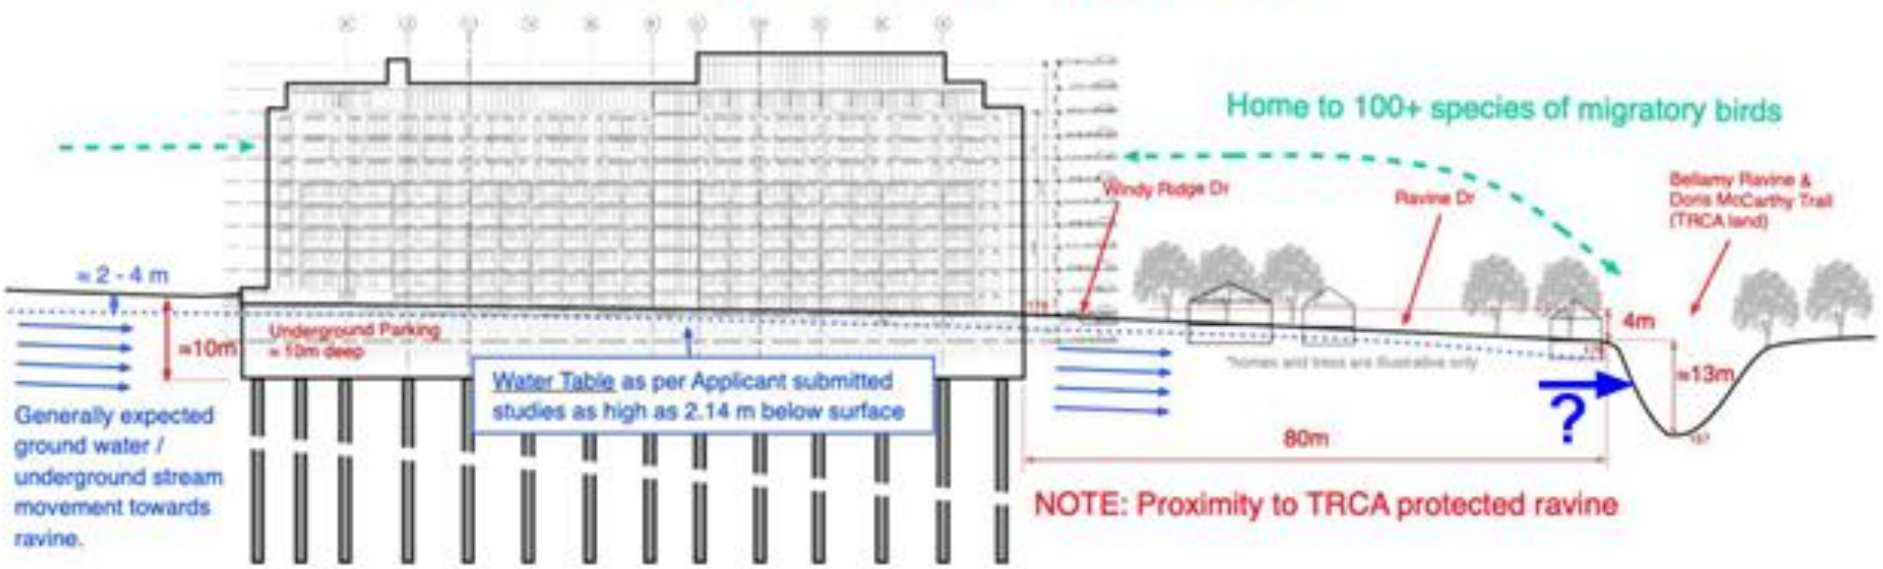 Home to 100+ species of migratory birds
Windy Ridge Dr
Ravine Dr
Bellamy Ravine &
Doris McCarthy Trail
(TRCA land)
≈ 2 - 4 m
≈10m
Underground Parking
≈ 10m deep
Water Table as per Applicant submitted
studies as high as 2.14 m below surface
Generally expected
ground water /
underground stream
movement towards
ravine.
*homes and trees are illustrative only
4m
≈13m
?
80m
NOTE: Proximity to TRCA protected ravine